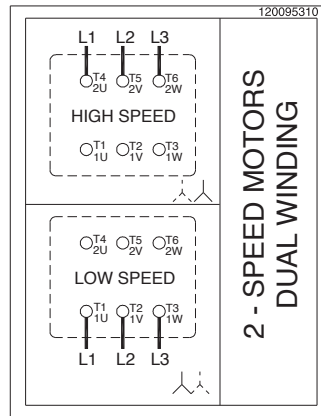 120095310
L1 L2 L3
T4 T5 T6
2U 2V 2W
HIGH SPEED
T1 T2 T3
1U 1V 1W
T4 T5 T6
2U 2V 2W
LOW SPEED
T1 T2 T3
1U 1V 1W
L1 L2 L3
2 - SPEED MOTORS
DUAL WINDING